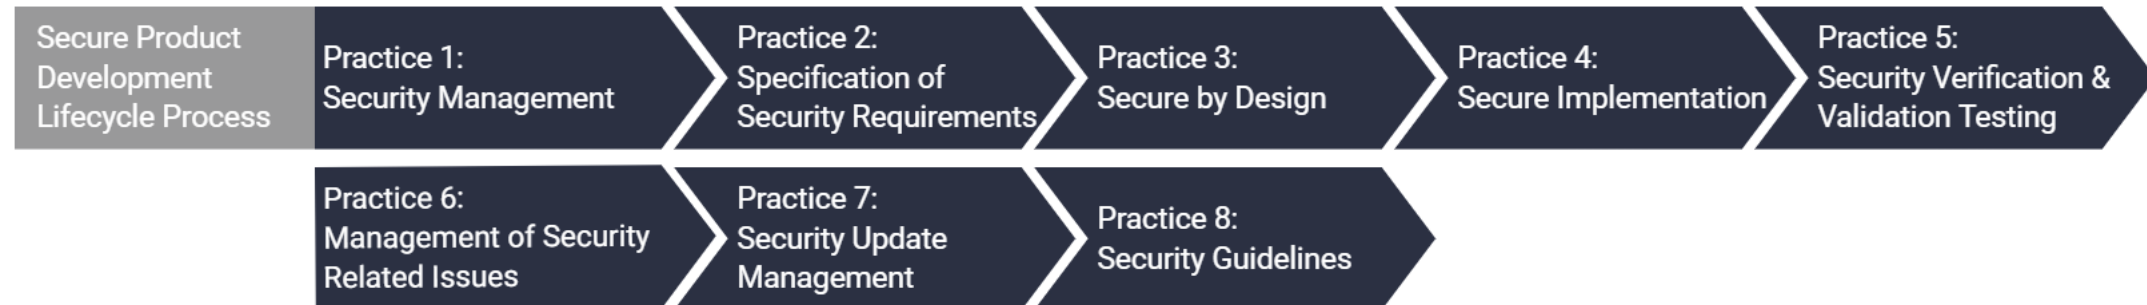 Secure Product
Development
Lifecycle Process
Practice 1:
Security Management
Practice 2:
Specification of
Security Requirements
Practice 3:
Secure by Design
Practice 4:
Secure Implementation
Practice 5:
Security Verification &
Validation Testing
Practice 6:
Management of Security
Related Issues
Practice 7:
Security Update
Management
Practice 8:
Security Guidelines